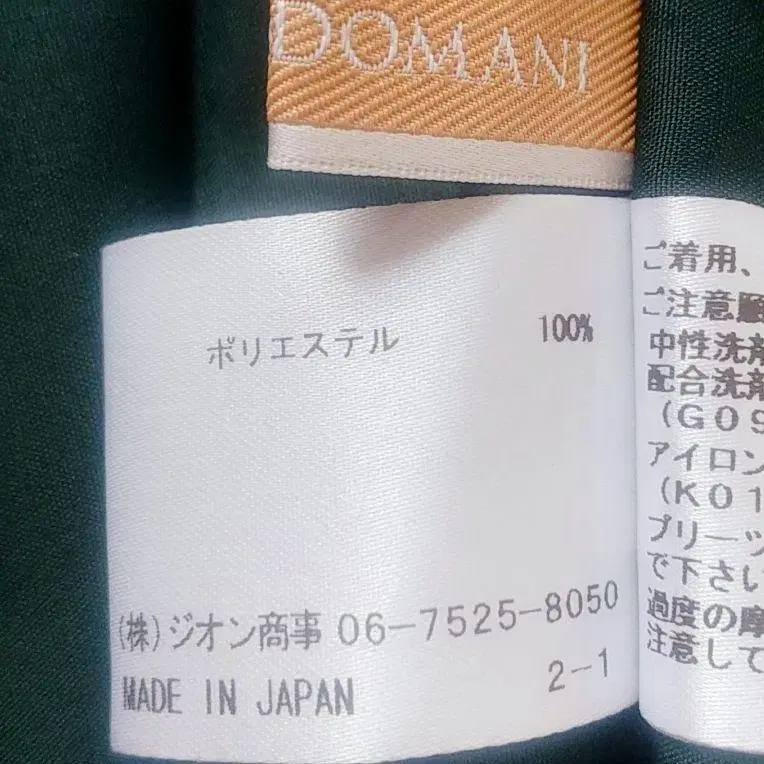 DOMANI
ポリエステル 100%
(株)ジオン商事 06-7525-8050
MADE IN JAPAN 2-1
ご着用、
ご注意願
中性洗剤
配合洗剤
(G09
アイロン
(K01
プリーツ
で下さい
過度の摩
注意して